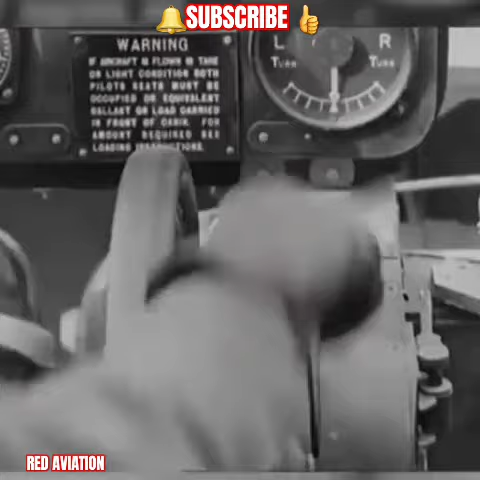 SUBSCRIBE
WARNING
IF AIRCRAFT IS FLOWN IN TARE
OR LIGHT CONDITION BOTH
PILOTS SEATS MUST BE
OCCUPIED OR EQUIVALENT
BALLAST OR LOAD CARRIED
IN FRONT OF CABIN. FOR
AMOUNT REQUIRED SEE
LOADING INSTRUCTIONS.
L R
TURN TURN
RED AVIATION